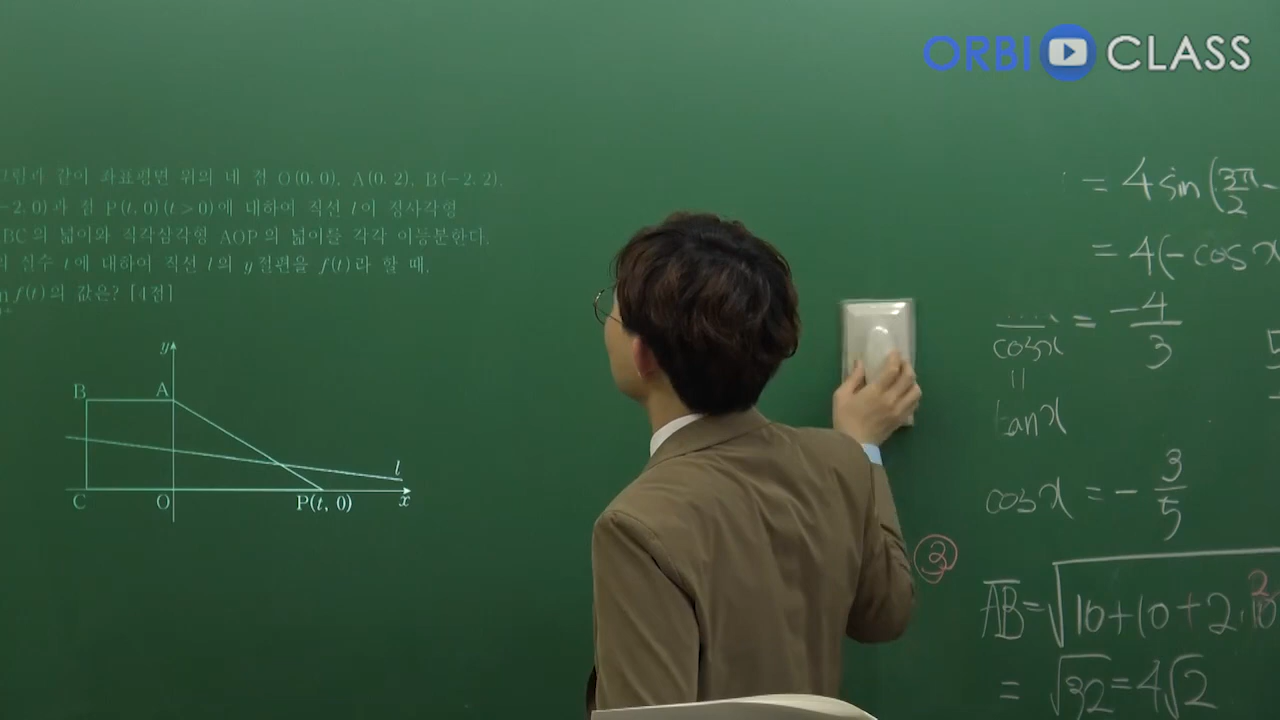 ORBI CLASS
그림과 같이 좌표평면 위의 네 점 O(0, 0), A(0, 2), B(−2, 2),
−2, 0)과 점 P(t, 0) (t > 0)에 대하여 직선 l이 정사각형
BC의 넓이와 직각삼각형 AOP의 넓이를 각각 이등분한다.
실수 t에 대하여 직선 l의 y절편을 f(t)라 할 때,
f(t)의 값은? [4점]
y
B A
l
C O P(t, 0) x
= 4 sin(3π/2 −
= 4(−cos x
cos x = −4/3
=
tan x
cos x = − 3/5
③
AB = √10+10+2·10
= √32 = 4√2